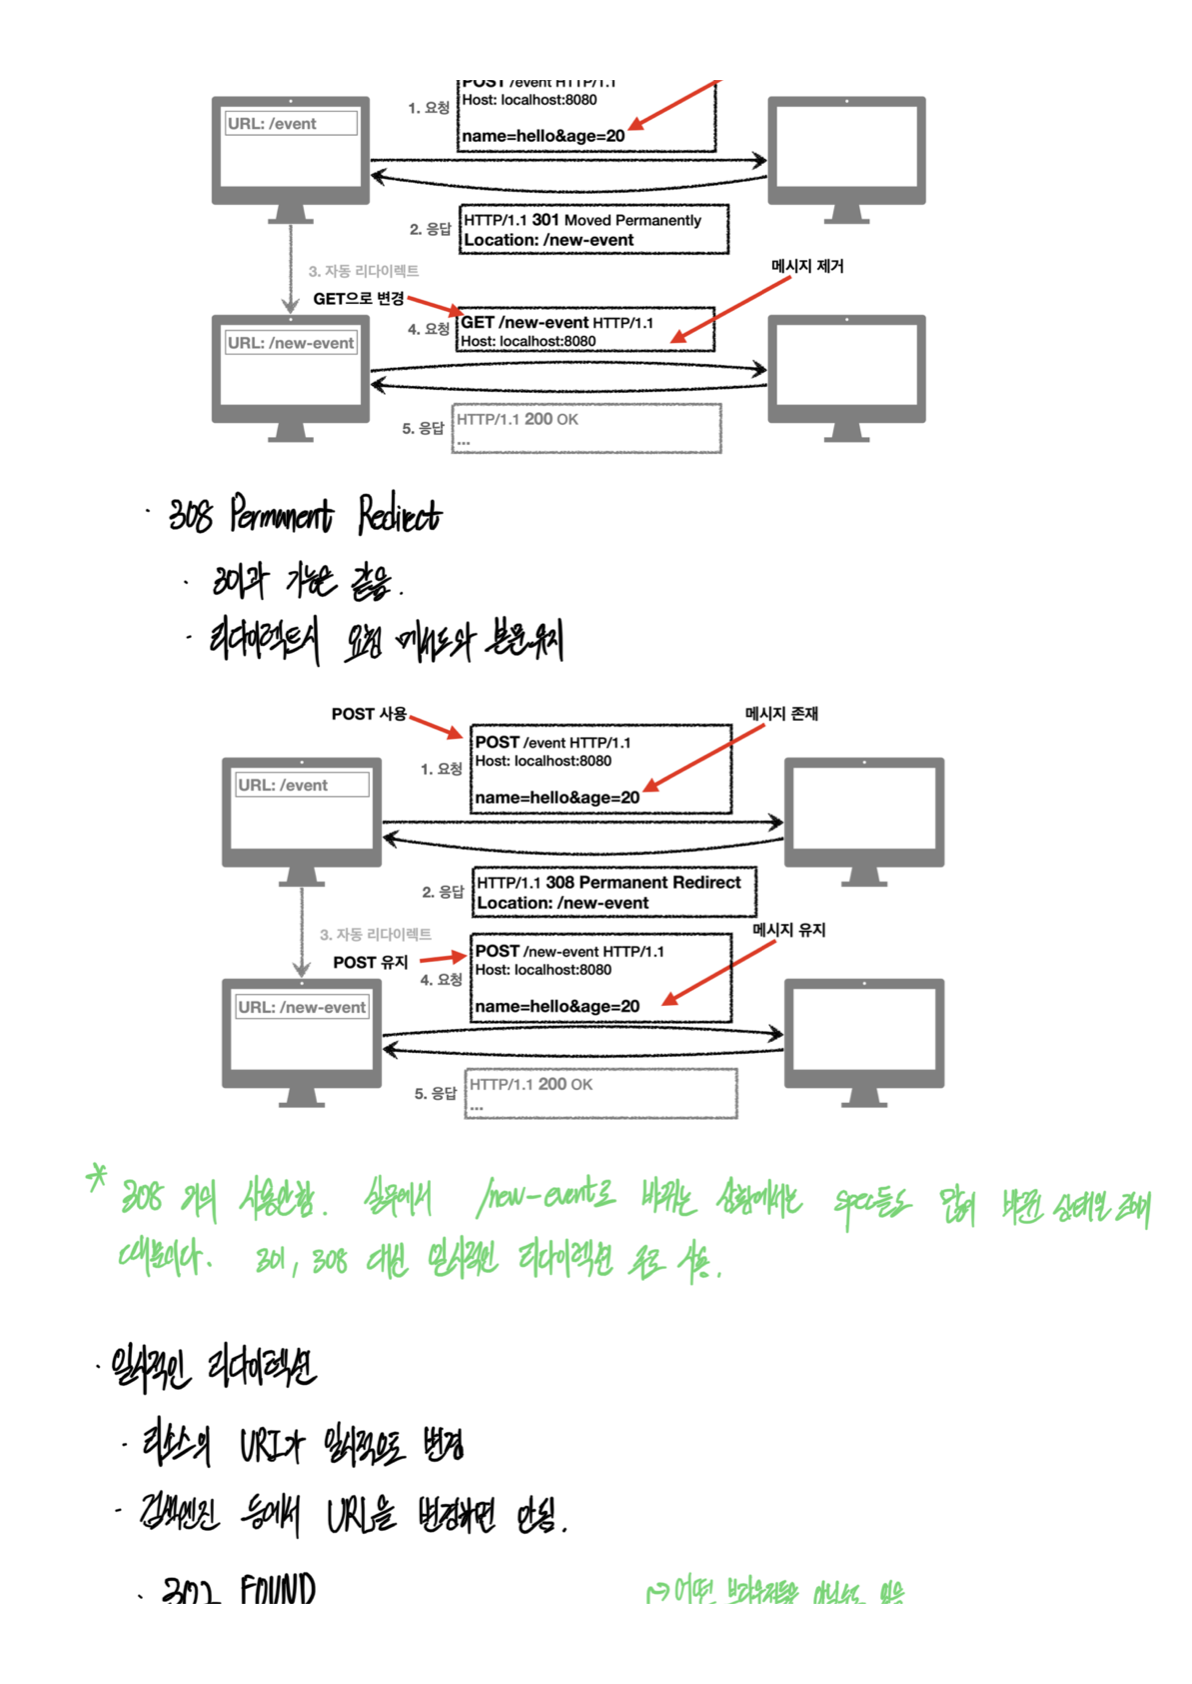 POST /event HTTP/1.1
1. 요청
Host: localhost:8080
URL: /event
name=hello&age=20
2. 응답
HTTP/1.1 301 Moved Permanently
Location: /new-event
3. 자동 리다이렉트
메시지 제거
GET으로 변경
4. 요청
GET /new-event HTTP/1.1
Host: localhost:8080
URL: /new-event
5. 응답
HTTP/1.1 200 OK
...
· 308 Permanent Redirect
· 301과 기능은 같음.
· 리다이렉트시 요청 메서드와 본문유지
POST 사용
메시지 존재
POST /event HTTP/1.1
1. 요청
Host: localhost:8080
URL: /event
name=hello&age=20
2. 응답
HTTP/1.1 308 Permanent Redirect
Location: /new-event
3. 자동 리다이렉트
메시지 유지
POST 유지
4. 요청
POST /new-event HTTP/1.1
Host: localhost:8080
name=hello&age=20
URL: /new-event
5. 응답
HTTP/1.1 200 OK
...
* 308 거의 사용안함. 실무에서 /new-event로 바뀌는 상황에서는 spec들도 많이 바뀐 상태일
때문이다. 301, 308 대신 일시적인 리다이렉션 주로 사용.
· 일시적인 리다이렉션
· 리소스의 URI가 일시적으로 변경
· 검색엔진 등에서 URL을 변경하면 안됨.
· 302 FOUND
어떤 브라우저들은 있음